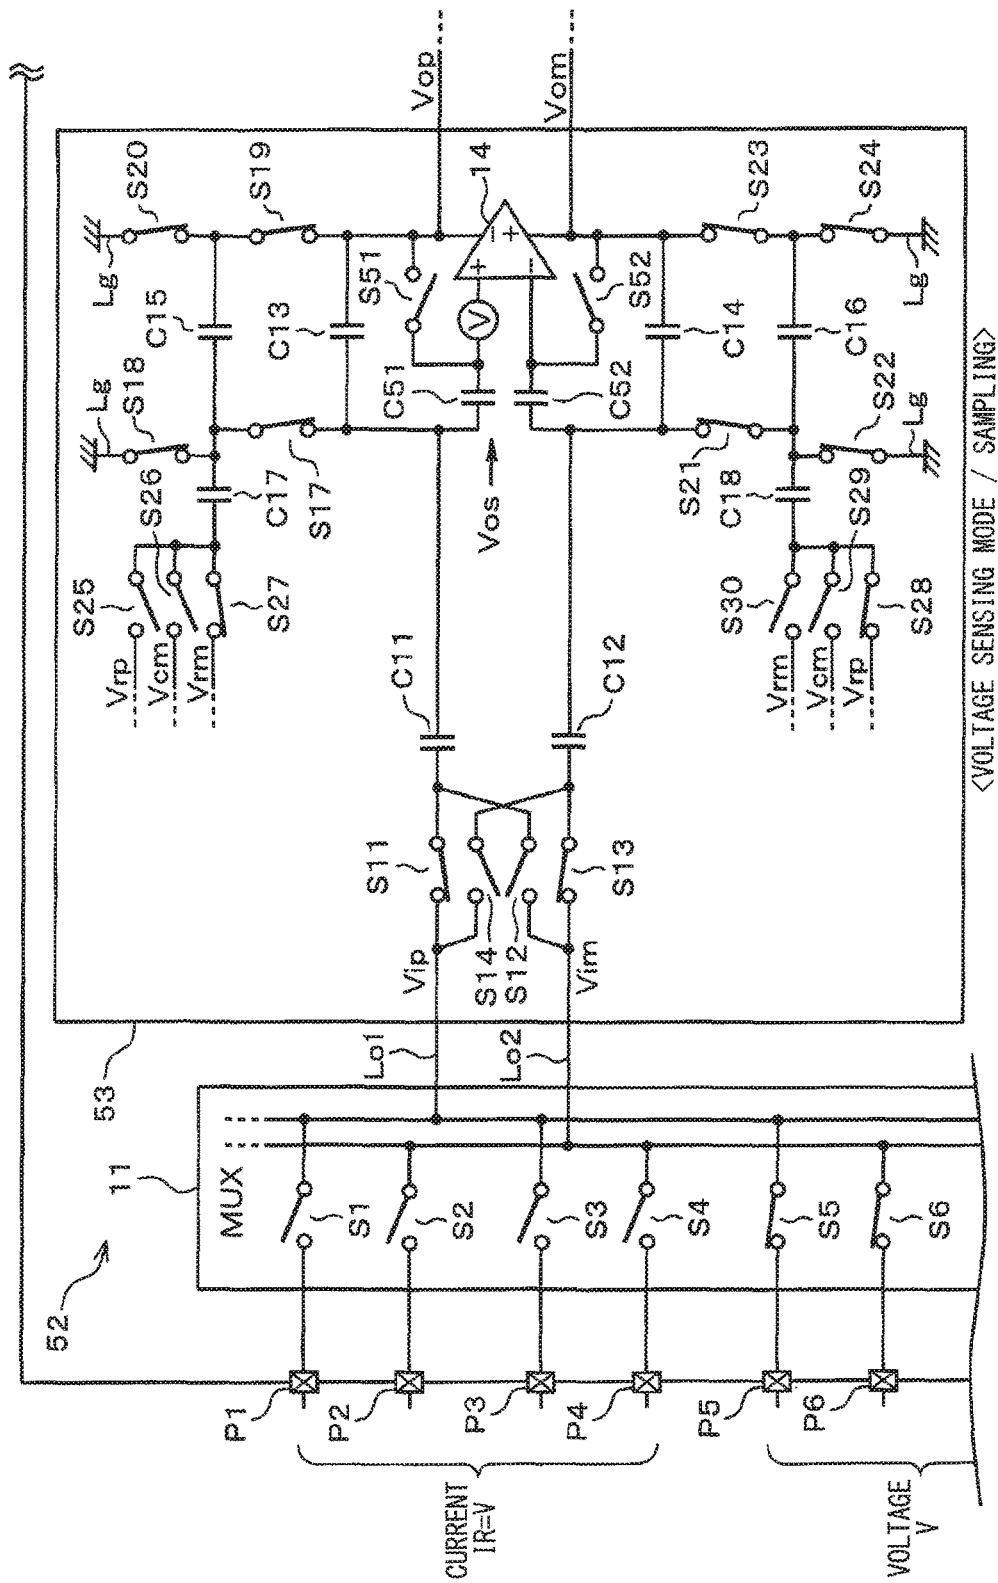 52
11
53
MUX
CURRENT
IR=V
VOLTAGE
V
P1
P2
P3
P4
P5
P6
S1
S2
S3
S4
S5
S6
Lo1
Lo2
Vip
Vim
S11
S14
S12
S13
C11
C12
Vrp
Vcm
Vrm
S25
S26
S27
C17
S18
Lg
S17
C15
C13
Lg
S20
S19
Vos
C51
C52
V
S51
S52
+
−
−
+
14
Vop
Vom
Vrm
Vcm
Vrp
S30
S29
S28
C18
S21
S22
Lg
C14
C16
S23
S24
Lg
<VOLTAGE SENSING MODE / SAMPLING>